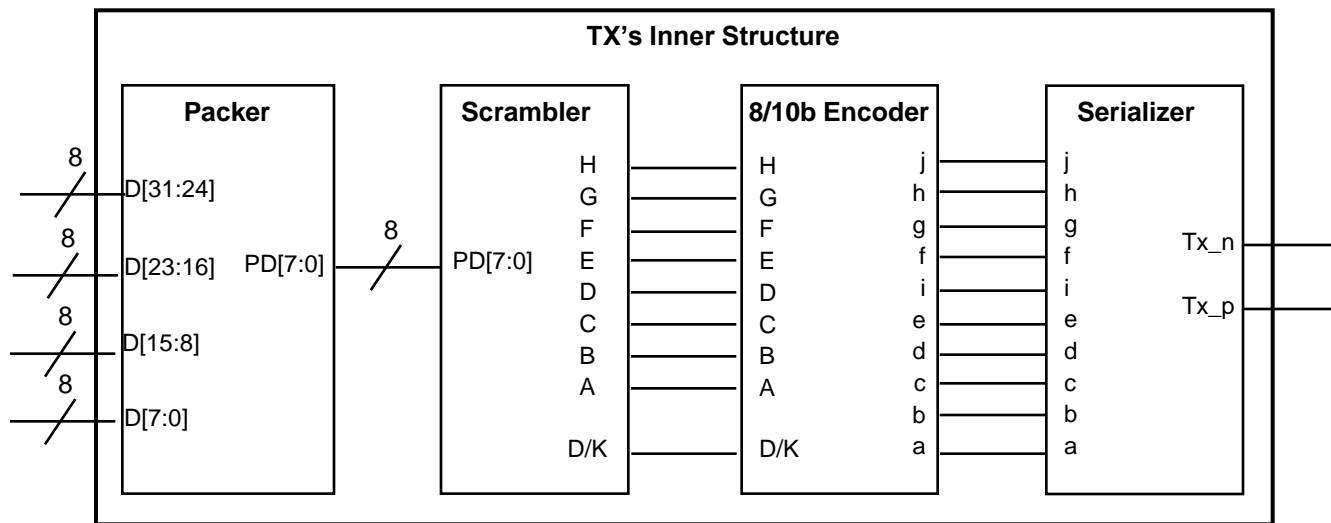 TX’s Inner Structure
Packer
8
D[31:24]
8
D[23:16]
8
D[15:8]
8
D[7:0]
PD[7:0]
8
Scrambler
PD[7:0]
H
G
F
E
D
C
B
A
D/K
8/10b Encoder
H
G
F
E
D
C
B
A
D/K
j
h
g
f
i
e
d
c
b
a
Serializer
j
h
g
f
i
e
d
c
b
a
Tx_n
Tx_p